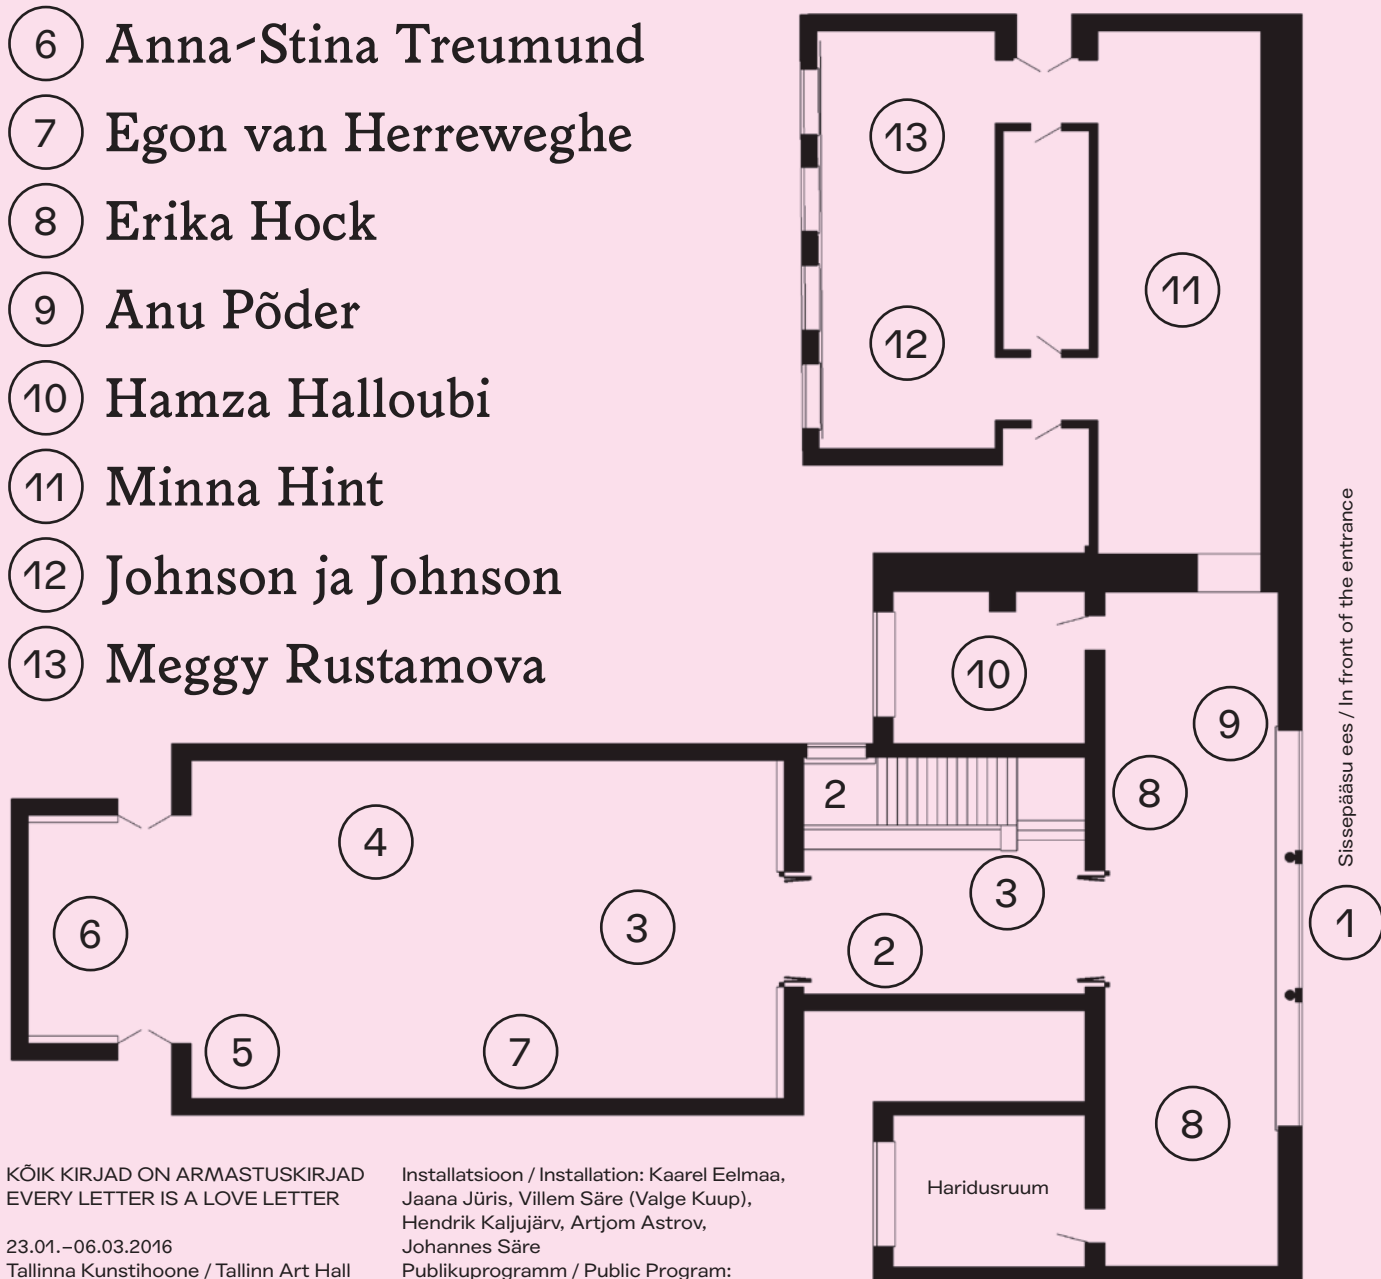 6 Anna-Stina Treumund
7 Egon van Herreweghe
8 Erika Hock
9 Anu Põder
10 Hamza Halloubi
11 Minna Hint
12 Johnson ja Johnson
13 Meggy Rustamova
13
11
12
10
9
2
8
4
3
3
6
2
1
5
7
8
Sissepääsu ees / In front of the entrance
Haridusruum
KÕIK KIRJAD ON ARMASTUSKIRJAD
EVERY LETTER IS A LOVE LETTER
23.01.–06.03.2016
Tallinna Kunstihoone / Tallinn Art Hall
Installatsioon / Installation: Kaarel Eelmaa,
Jaana Jüris, Villem Säre (Valge Kuup),
Hendrik Kaljujärv, Artjom Astrov,
Johannes Säre
Publikuprogramm / Public Program: